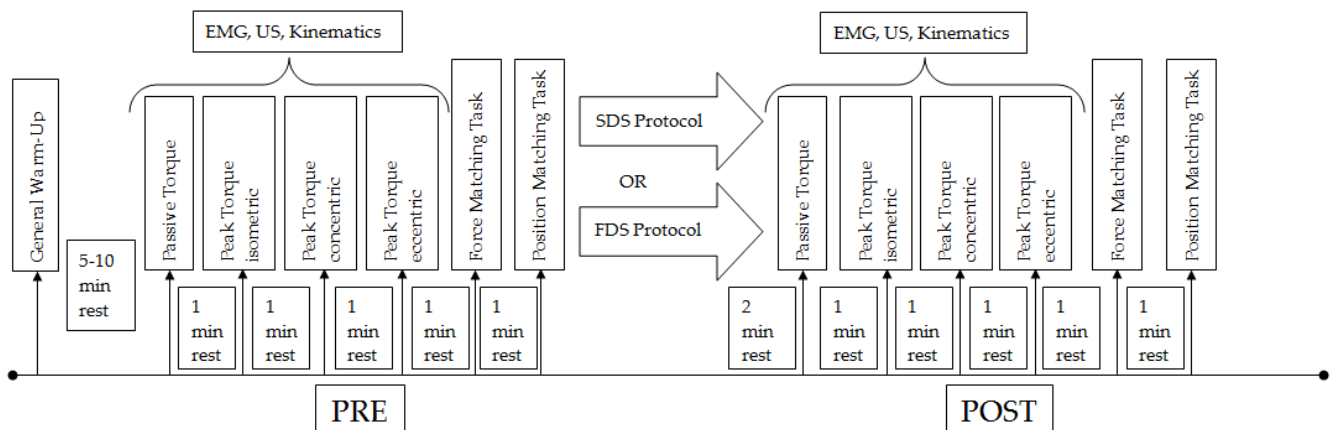 EMG, US, Kinematics
General Warm-Up
5-10
min
rest
Passive Torque
1
min
rest
Peak Torque
isometric
1
min
rest
Peak Torque
concentric
1
min
rest
Peak Torque
eccentric
1
min
rest
Force Matching Task
1
min
rest
Position Matching Task
PRE
SDS Protocol
OR
FDS Protocol
EMG, US, Kinematics
2
min
rest
Passive Torque
1
min
rest
Peak Torque
isometric
1
min
rest
Peak Torque
concentric
1
min
rest
Peak Torque
eccentric
1
min
rest
Force Matching Task
1
min
rest
Position Matching Task
POST